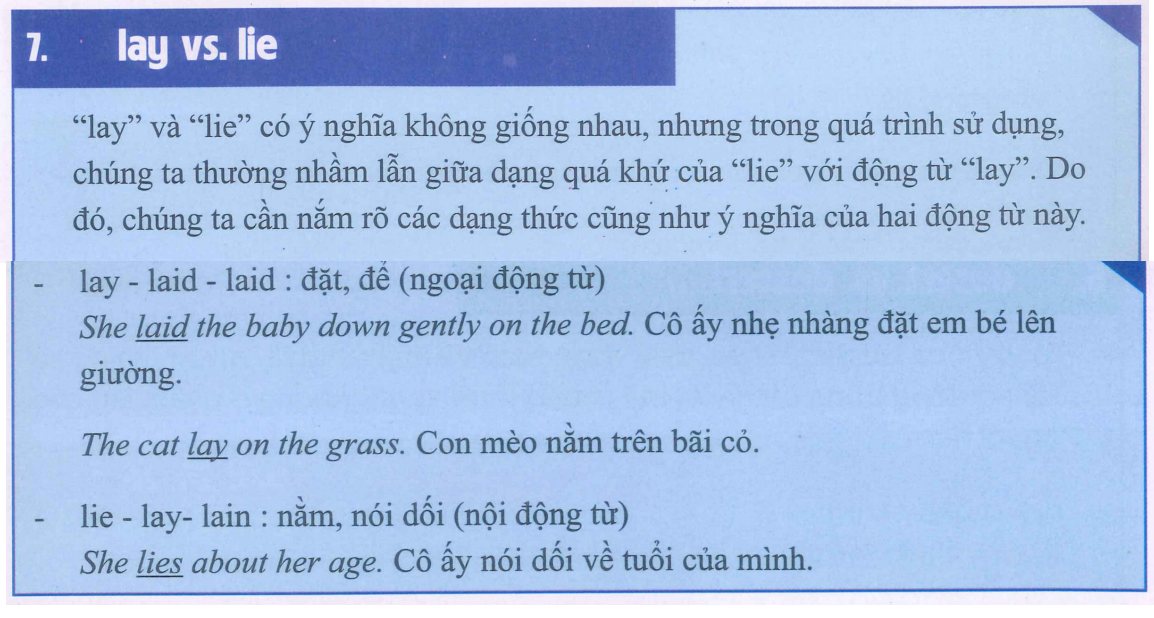 7. lay vs. lie
“lay” và “lie” có ý nghĩa không giống nhau, nhưng trong quá trình sử dụng,
chúng ta thường nhầm lẫn giữa dạng quá khứ của “lie” với động từ “lay”. Do
đó, chúng ta cần nắm rõ các dạng thức cũng như ý nghĩa của hai động từ này.
- lay - laid - laid : đặt, để (ngoại động từ)
She laid the baby down gently on the bed. Cô ấy nhẹ nhàng đặt em bé lên
giường.
The cat lay on the grass. Con mèo nằm trên bãi cỏ.
- lie - lay- lain : nằm, nói dối (nội động từ)
She lies about her age. Cô ấy nói dối về tuổi của mình.